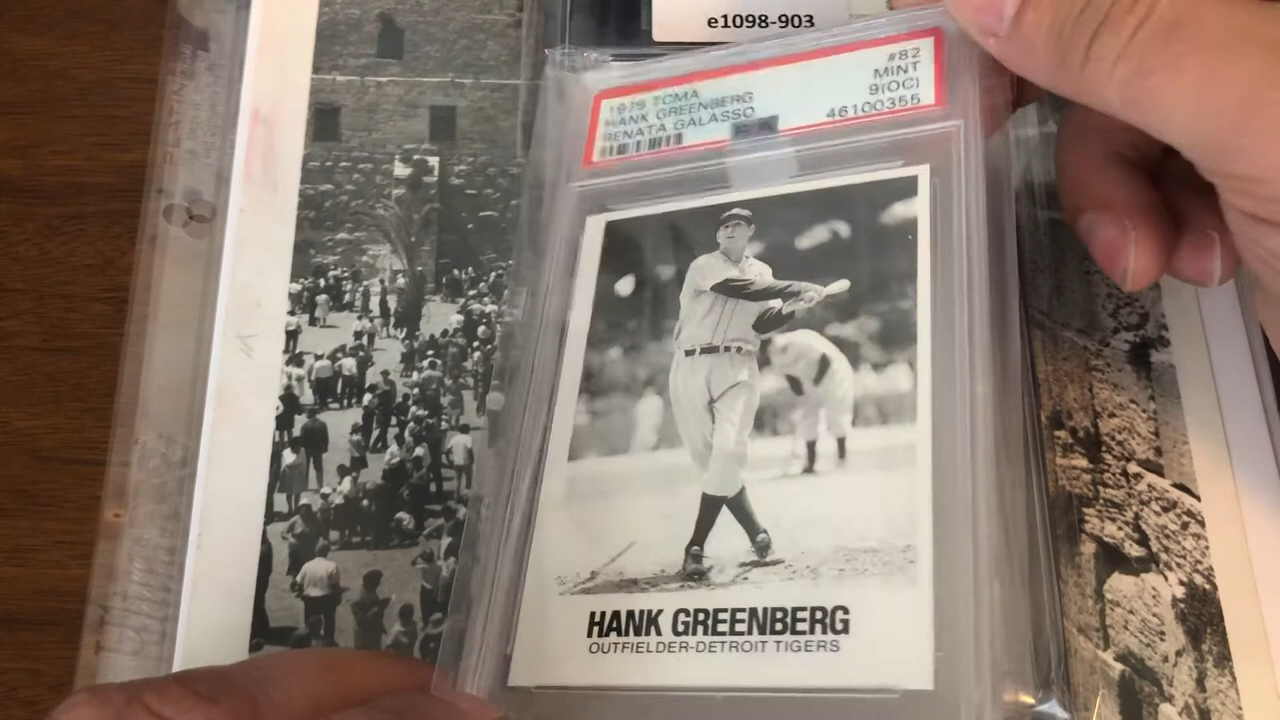 e1098-903
1979 TCMA
HANK GREENBERG
RENATA GALASSO
#82
MINT
9(OC)
46100355
HANK GREENBERG
OUTFIELDER-DETROIT TIGERS